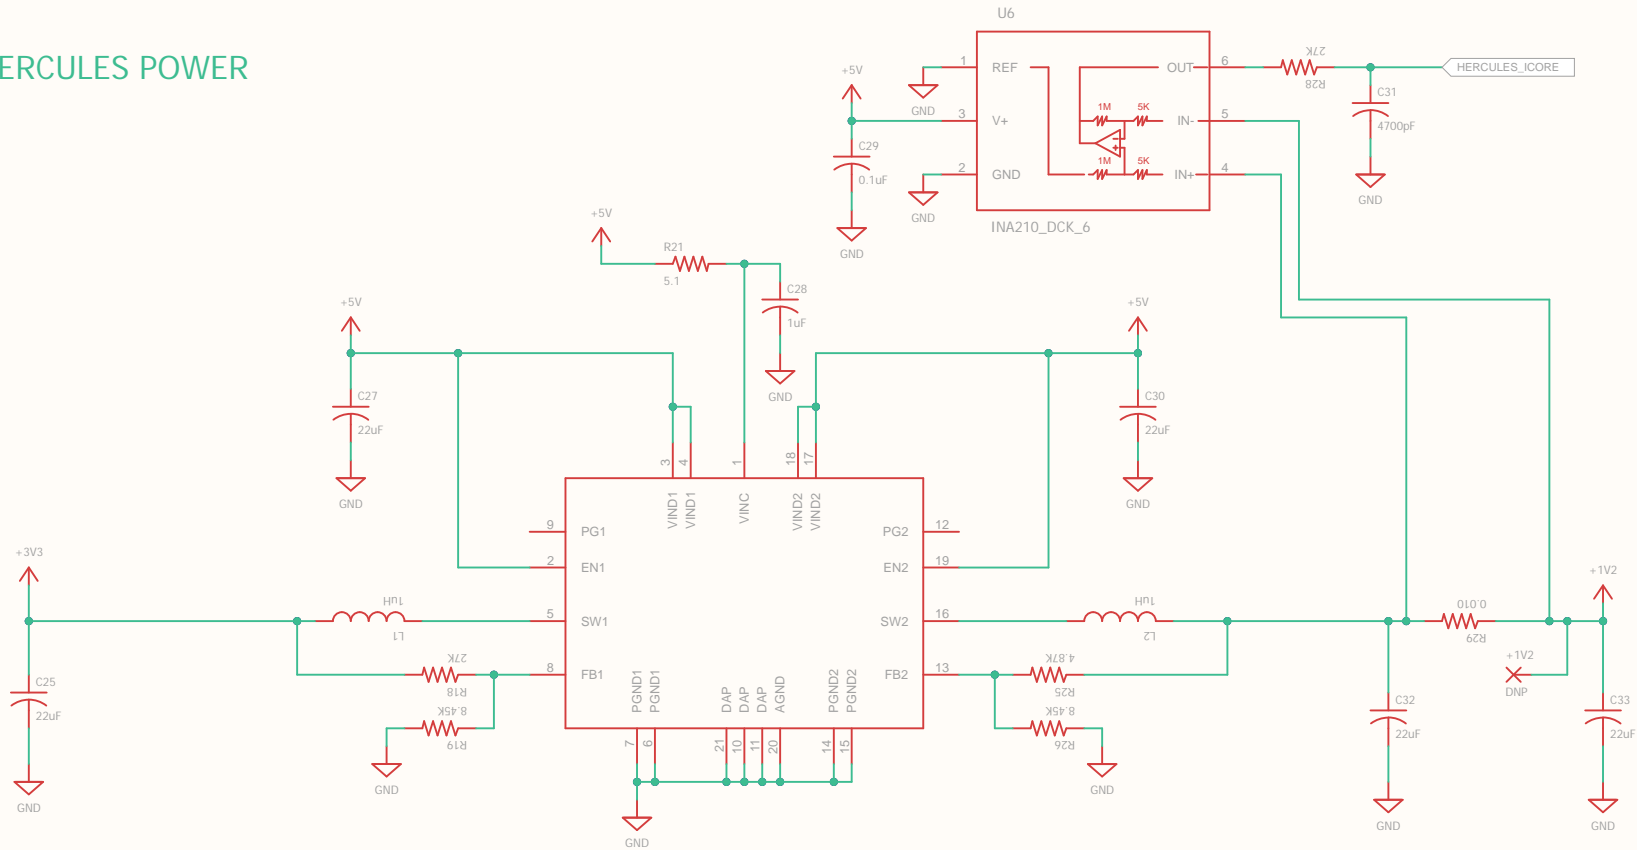 ERCULES POWER
U6
1
REF
OUT
6
27K
R28
HERCULES_ICORE
+5V
GND
C31
4700pF
GND
3
V+
1M
5K
IN-
5
C29
0.1uF
GND
2
GND
1M
5K
IN+
4
GND
INA210_DCK_6
+5V
R21
5.1
C28
1uF
GND
+5V
C27
22uF
GND
+5V
C30
22uF
GND
3
4
1
18
17
VIND1
VIND1
VINC
VIND2
VIND2
9
PG1
PG2
12
2
EN1
EN2
19
+3V3
1uH
L1
5
SW1
SW2
16
1uH
L2
27K
R18
8
FB1
FB2
13
4.87K
R25
8.45K
R19
GND
8.45K
R26
GND
C25
22uF
GND
PGND1
PGND1
DAP
DAP
DAP
AGND
PGND2
PGND2
7
6
21
10
11
20
14
15
GND
0.010
R29
+1V2
+1V2
DNP
C32
22uF
GND
C33
22uF
GND